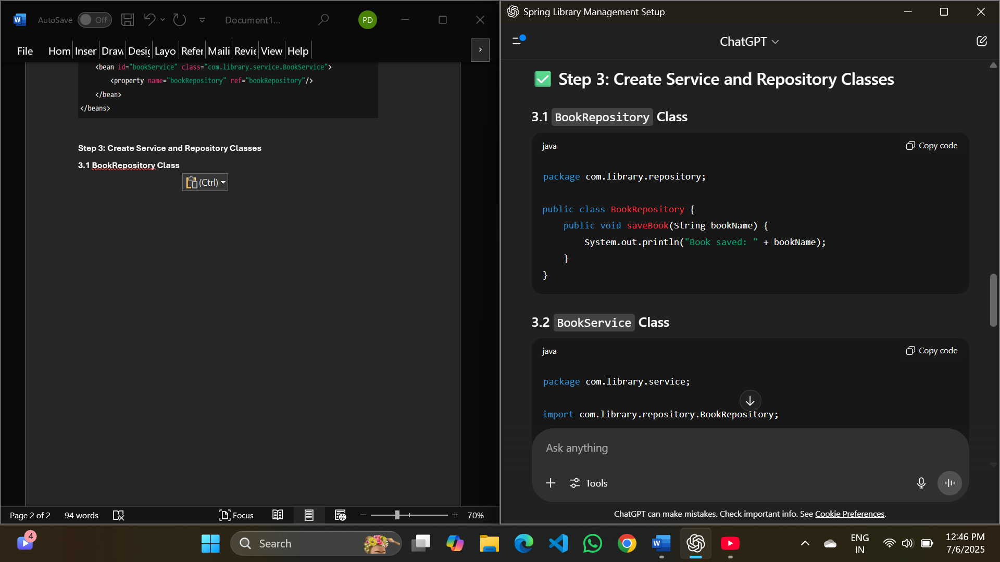 AutoSave Off Document1... PD
File Hom Inser Draw Desig Layo Refer Maili Revie View Help
<bean id="bookService" class="com.library.service.BookService">
<property name="bookRepository" ref="bookRepository"/>
</bean>
</beans>
Step 3: Create Service and Repository Classes
3.1 BookRepository Class
(Ctrl)
Page 2 of 2 94 words Focus 70%
Spring Library Management Setup
ChatGPT
Step 3: Create Service and Repository Classes
3.1 BookRepository Class
java Copy code
package com.library.repository;
public class BookRepository {
public void saveBook(String bookName) {
System.out.println("Book saved: " + bookName);
}
}
3.2 BookService Class
java Copy code
package com.library.service;
import com.library.repository.BookRepository;
Ask anything
Tools
ChatGPT can make mistakes. Check important info. See Cookie Preferences.
4
Search
ENG
IN
12:46 PM
7/6/2025